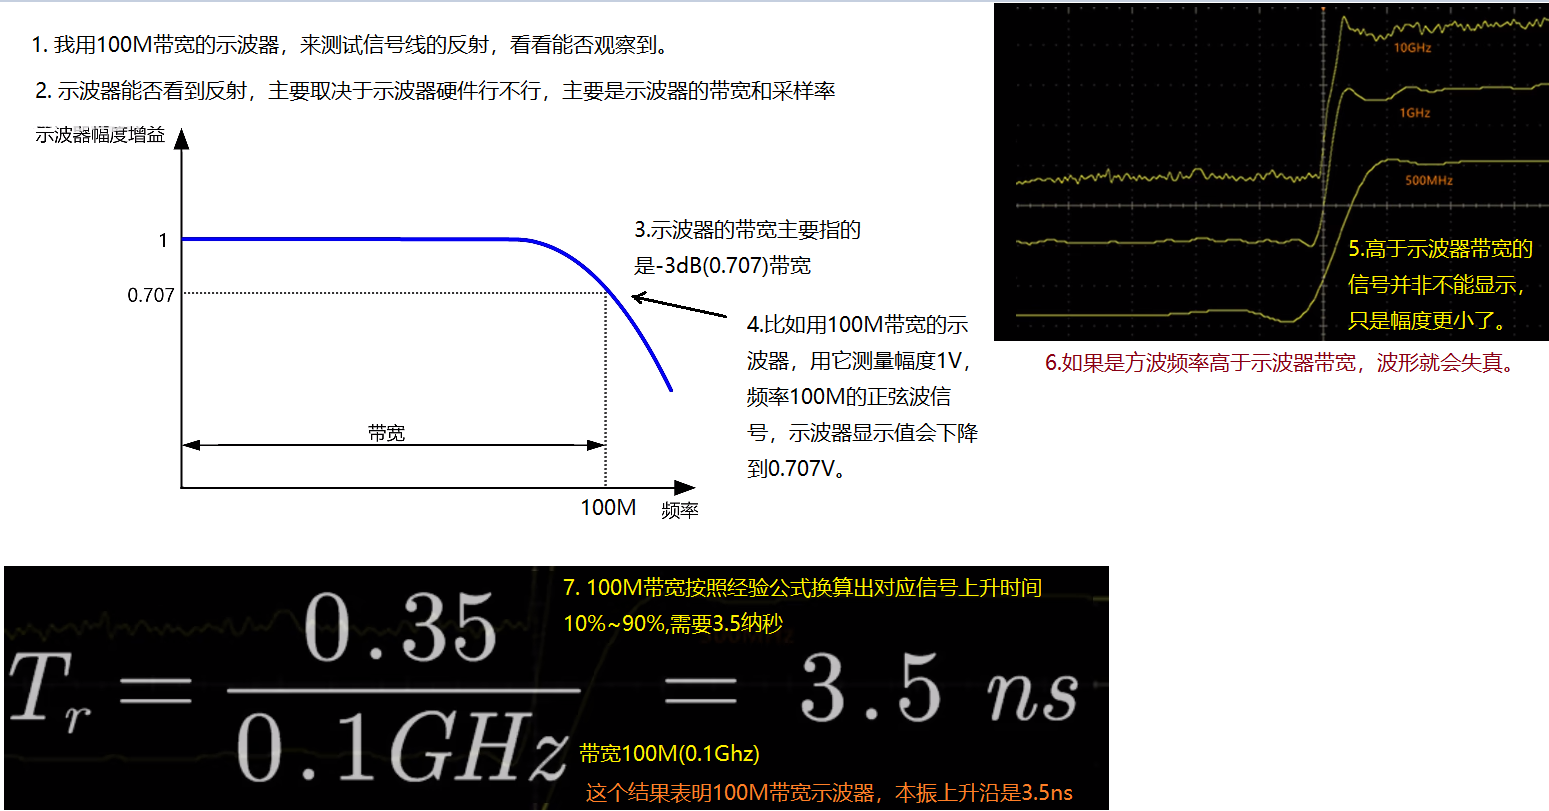 1. 我用100M带宽的示波器，来测试信号线的反射，看看能否观察到。
2. 示波器能否看到反射，主要取决于示波器硬件行不行，主要是示波器的带宽和采样率
示波器幅度增益
1
0.707
3.示波器的带宽主要指的
是-3dB(0.707)带宽
4.比如用100M带宽的示
波器，用它测量幅度1V，
频率100M的正弦波信
号，示波器显示值会下降
到0.707V。
带宽
100M
频率
10GHz
1GHz
500MHz
5.高于示波器带宽的
信号并非不能显示，
只是幅度更小了。
6.如果是方波频率高于示波器带宽，波形就会失真。
7. 100M带宽按照经验公式换算出对应信号上升时间
10%~90%,需要3.5纳秒
Tr = 0.35 / 0.1GHz = 3.5 ns
带宽100M(0.1Ghz)
这个结果表明100M带宽示波器，本振上升沿是3.5ns